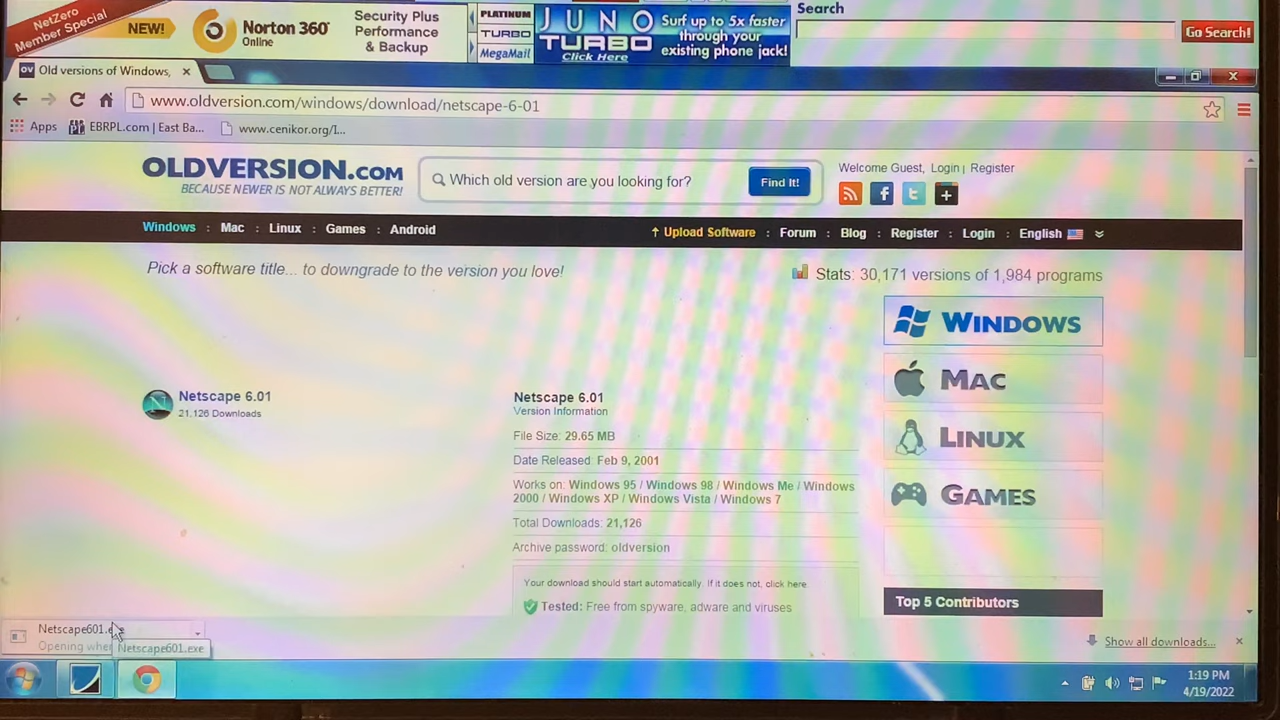 NetZero
Member Special
NEW!
Norton 360
Online
Security Plus
Performance
& Backup
PLATINUM
TURBO
MegaMail
JUNO
TURBO
Click Here
Surf up to 5x faster
through your
existing phone jack!
Search
Go Search!
OV Old versions of Windows,
www.oldversion.com/windows/download/netscape-6-01
Apps
EBRPL.com | East Ba...
www.cenikor.org/I...
OLDVERSION.COM
BECAUSE NEWER IS NOT ALWAYS BETTER!
Which old version are you looking for?
Find It!
Welcome Guest, Login | Register
Windows : Mac : Linux : Games : Android
Upload Software : Forum : Blog : Register : Login : English
Pick a software title... to downgrade to the version you love!
Stats: 30,171 versions of 1,984 programs
WINDOWS
MAC
LINUX
GAMES
Netscape 6.01
21,126 Downloads
Netscape 6.01
Version Information
File Size: 29.65 MB
Date Released: Feb 9, 2001
Works on: Windows 95 / Windows 98 / Windows Me / Windows
2000 / Windows XP / Windows Vista / Windows 7
Total Downloads: 21,126
Archive password: oldversion
Your download should start automatically. If it does not, click here
Tested: Free from spyware, adware and viruses
Top 5 Contributors
Netscape601.e
Opening whe
Netscape601.exe
Show all downloads...
1:19 PM
4/19/2022